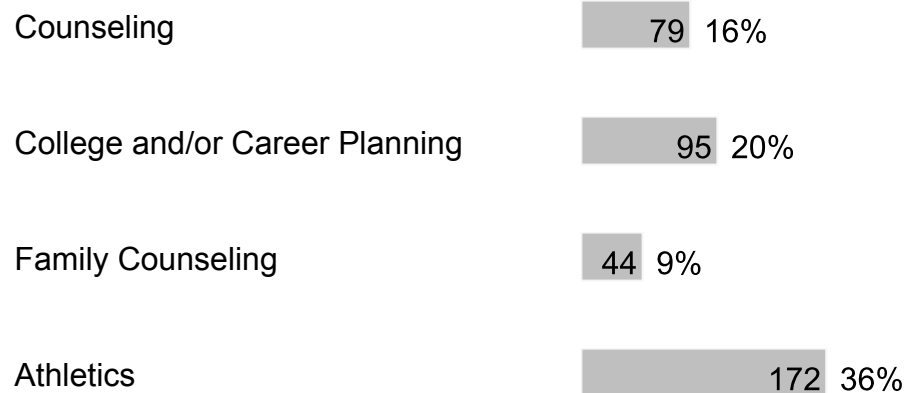 Counseling 79 16%
College and/or Career Planning 95 20%
Family Counseling 44 9%
Athletics 172 36%